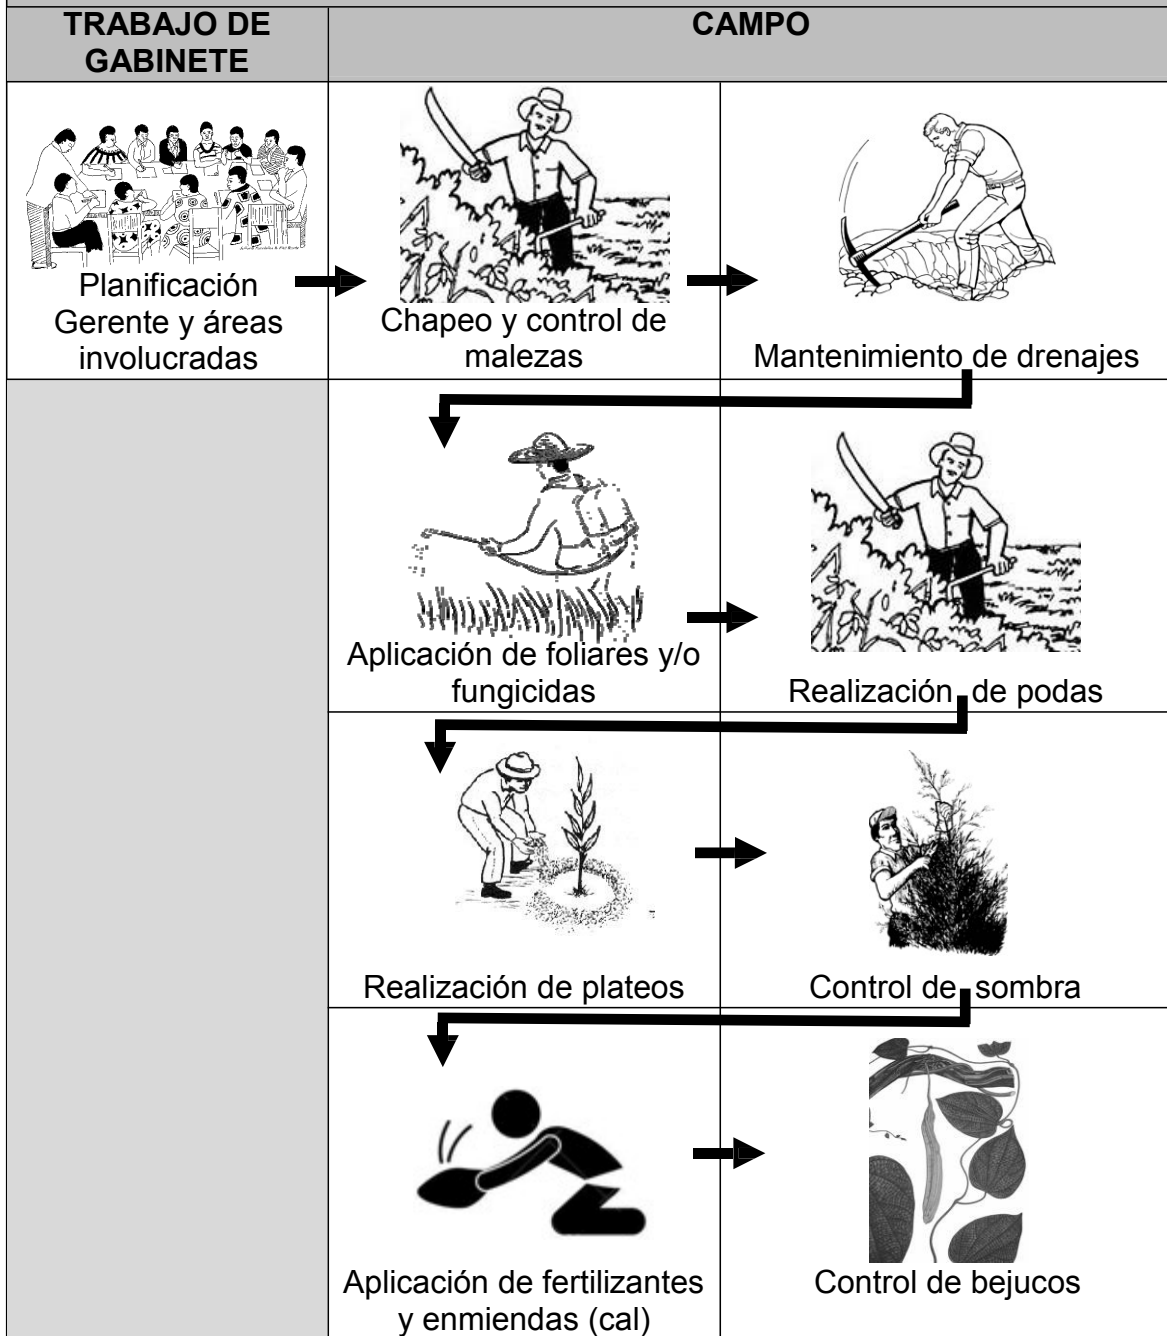 TRABAJO DE
GABINETE
CAMPO
Planificación
Gerente y áreas
involucradas
Chapeo y control de
malezas
Mantenimiento de drenajes
Aplicación de foliares y/o
fungicidas
Realización de podas
Realización de plateos
Control de sombra
Aplicación de fertilizantes
y enmiendas (cal)
Control de bejucos